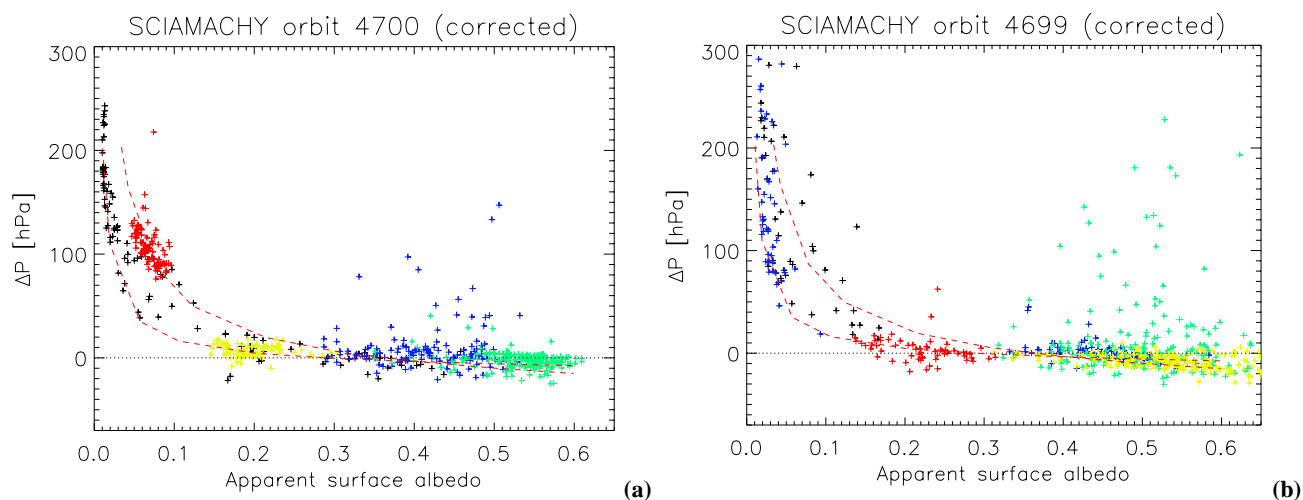 SCIAMACHY orbit 4700 (corrected)
300
200
100
0
ΔP [hPa]
0.0 0.1 0.2 0.3 0.4 0.5 0.6
Apparent surface albedo
(a)
SCIAMACHY orbit 4699 (corrected)
300
200
100
0
ΔP [hPa]
0.0 0.1 0.2 0.3 0.4 0.5 0.6
Apparent surface albedo
(b)